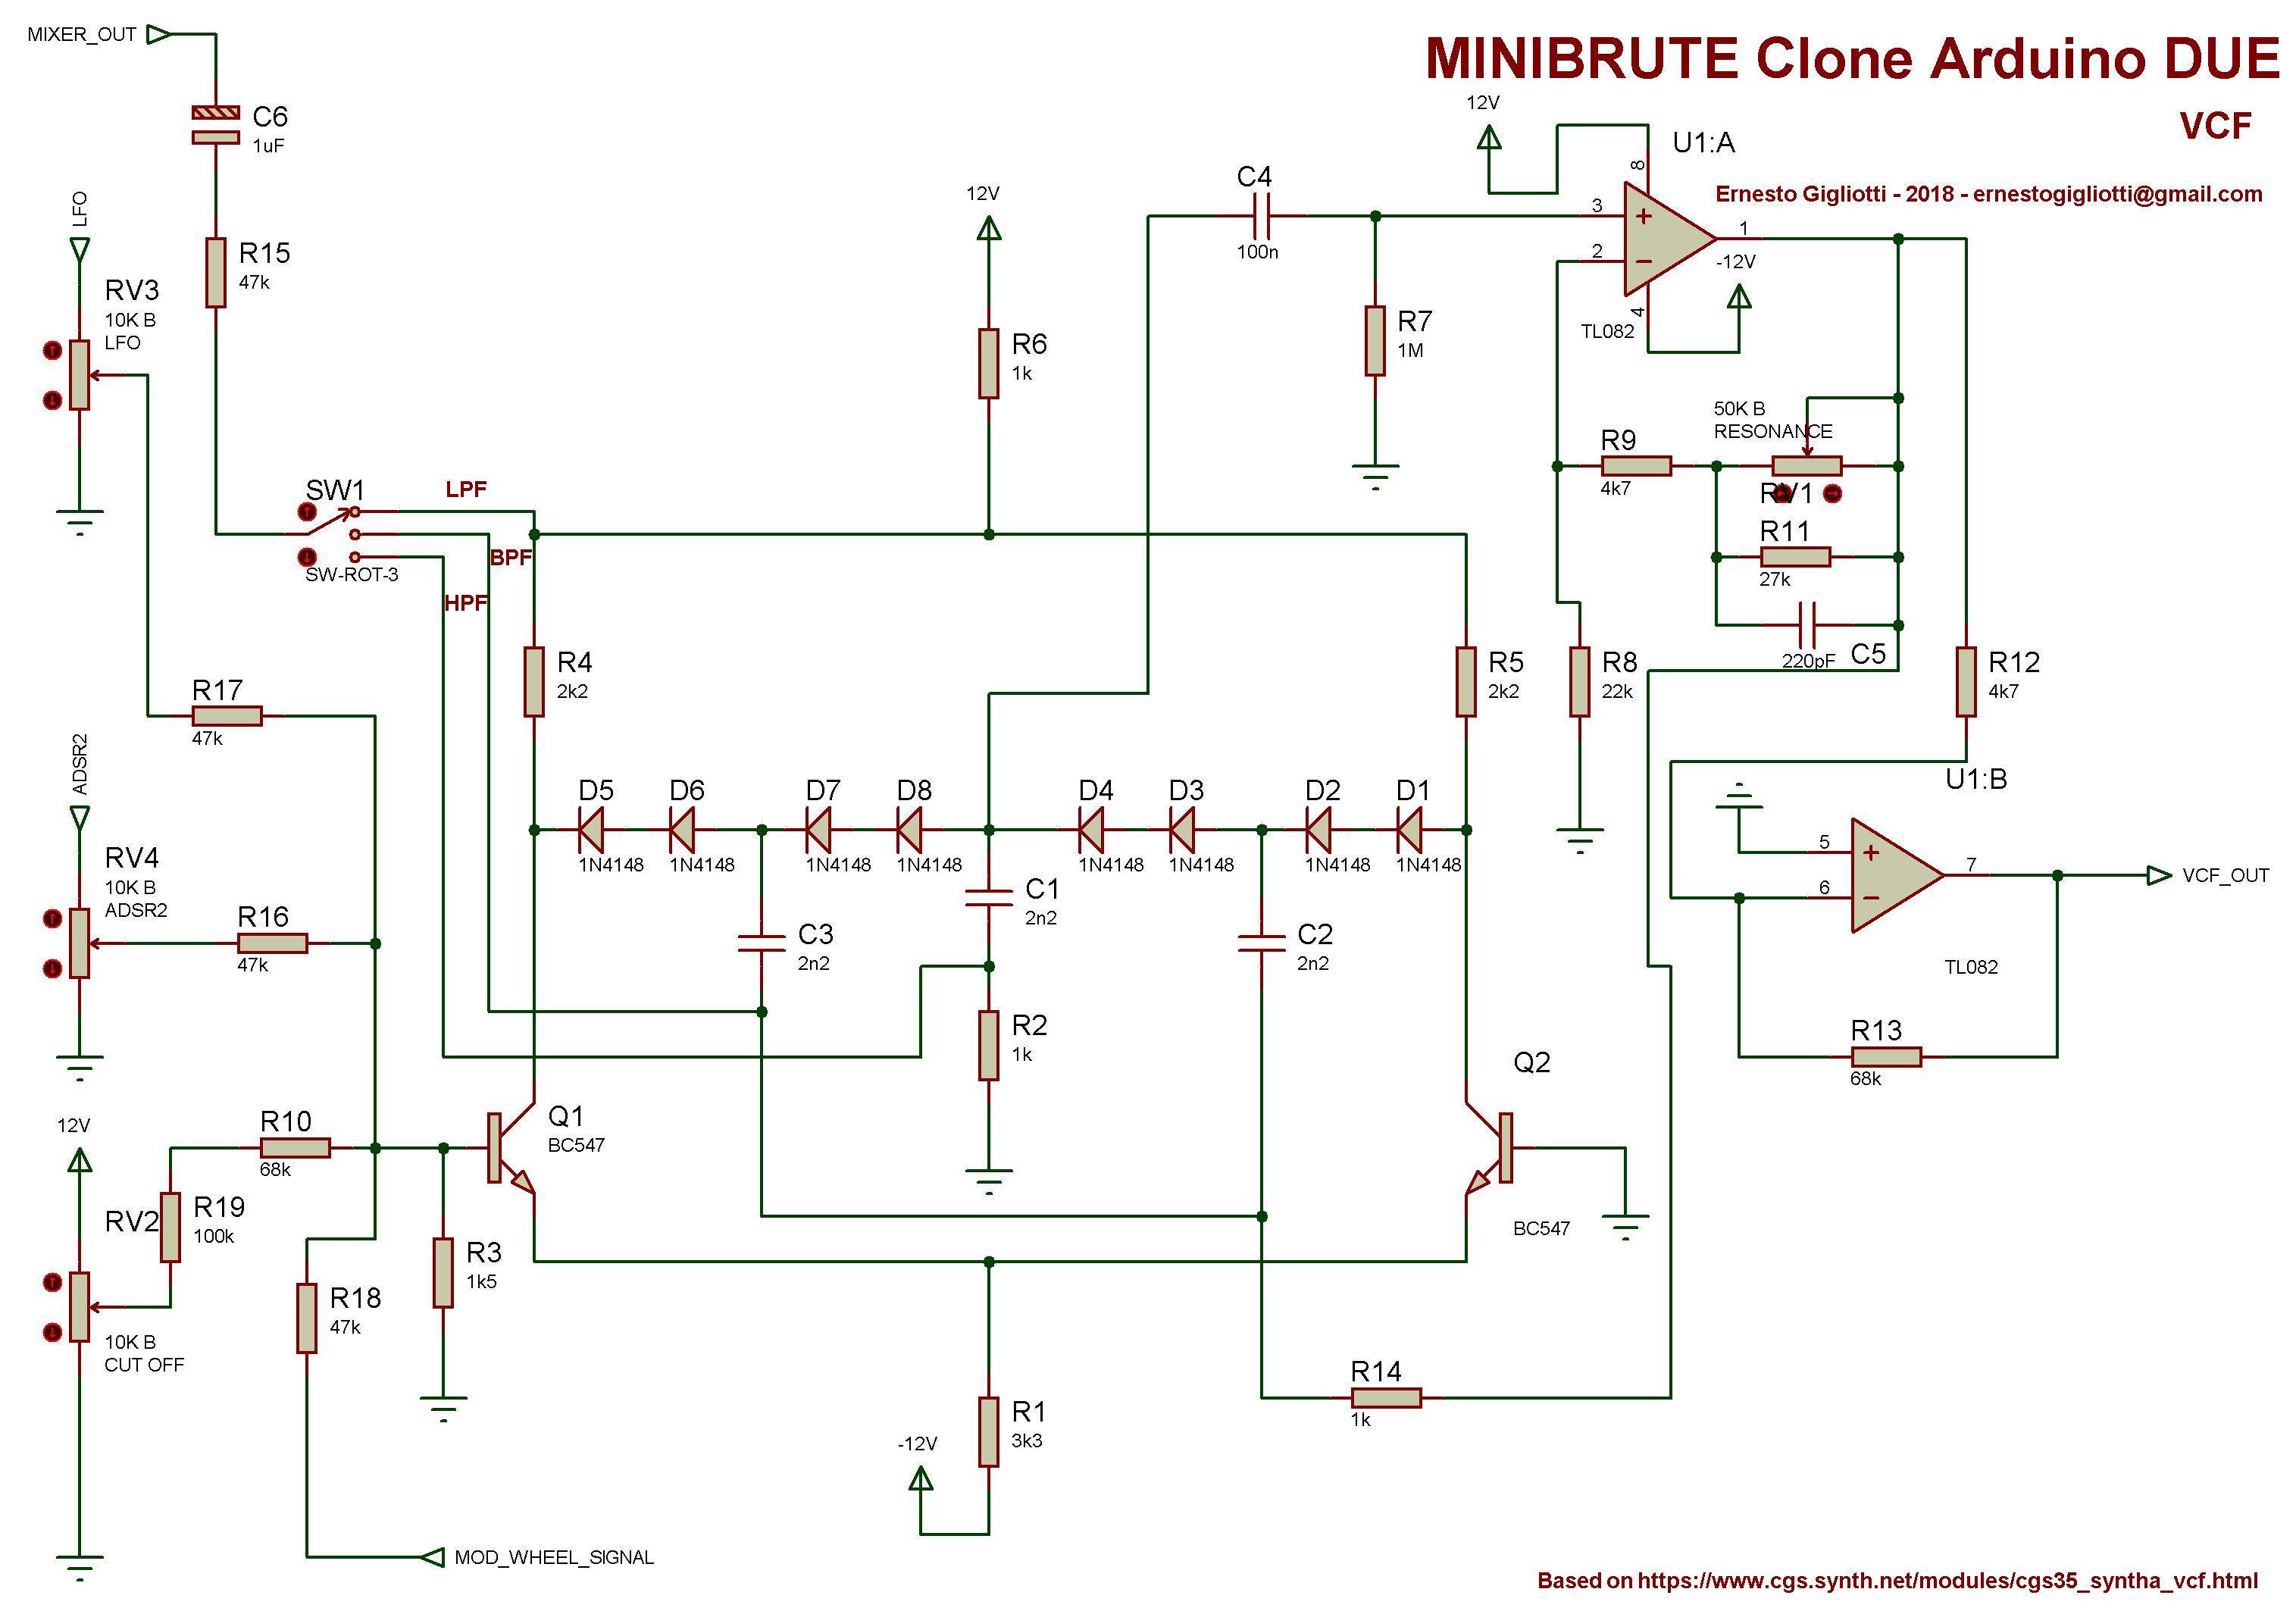 MIXER_OUT
MINIBRUTE Clone Arduino DUE
VCF
Ernesto Gigliotti - 2018 - ernestogigliotti@gmail.com
C6
1uF
R15
47k
LFO
RV3
10K B
LFO
12V
R6
1k
C4
100n
R7
1M
12V
U1:A
8
3
2
1
4
-12V
TL082
50K B
RESONANCE
R9
4k7
RV1
R11
27k
220pF
C5
R8
22k
R12
4k7
SW1
SW-ROT-3
LPF
BPF
HPF
R4
2k2
R5
2k2
R17
47k
D5
1N4148
D6
1N4148
D7
1N4148
D8
1N4148
D4
1N4148
D3
1N4148
D2
1N4148
D1
1N4148
ADSR2
RV4
10K B
ADSR2
R16
47k
C3
2n2
C1
2n2
C2
2n2
R2
1k
U1:B
5
6
7
TL082
VCF_OUT
R13
68k
12V
R10
68k
RV2
R19
100k
10K B
CUT OFF
R18
47k
R3
1k5
Q1
BC547
Q2
BC547
R14
1k
R1
3k3
-12V
MOD_WHEEL_SIGNAL
Based on https://www.cgs.synth.net/modules/cgs35_syntha_vcf.html